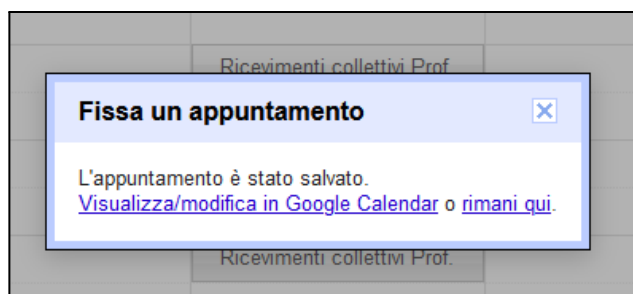 Ricevimenti collettivi Prof.
Fissa un appuntamento
L'appuntamento è stato salvato.
Visualizza/modifica in Google Calendar o rimani qui.
Ricevimenti collettivi Prof.